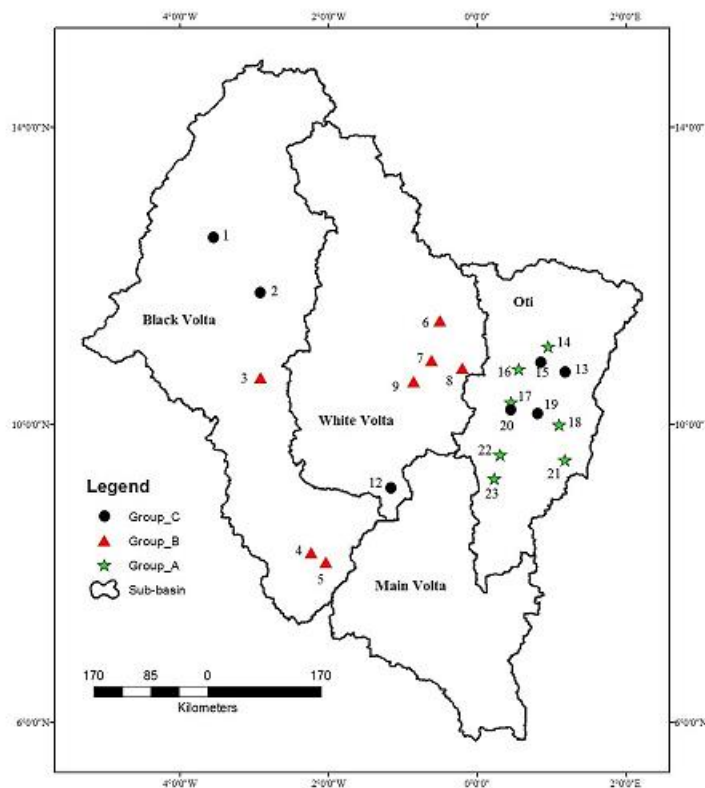 4°0'0"W 2°0'0"W 0°0'0"E 2°0'0"E
14°0'0"N 14°0'0"N
1
2
Black Volta
Oti
6
14
7
16 15 13
3 9 8
17 19
10°0'0"N White Volta 10°0'0"N
20 18
22
21
12
23
Legend
Group_C
Group_B
Group_A
Sub-basin
4
5
Main Volta
170 85 0 170
Kilometers
6°0'0"N 6°0'0"N
4°0'0"W 2°0'0"W 0°0'0"E 2°0'0"E